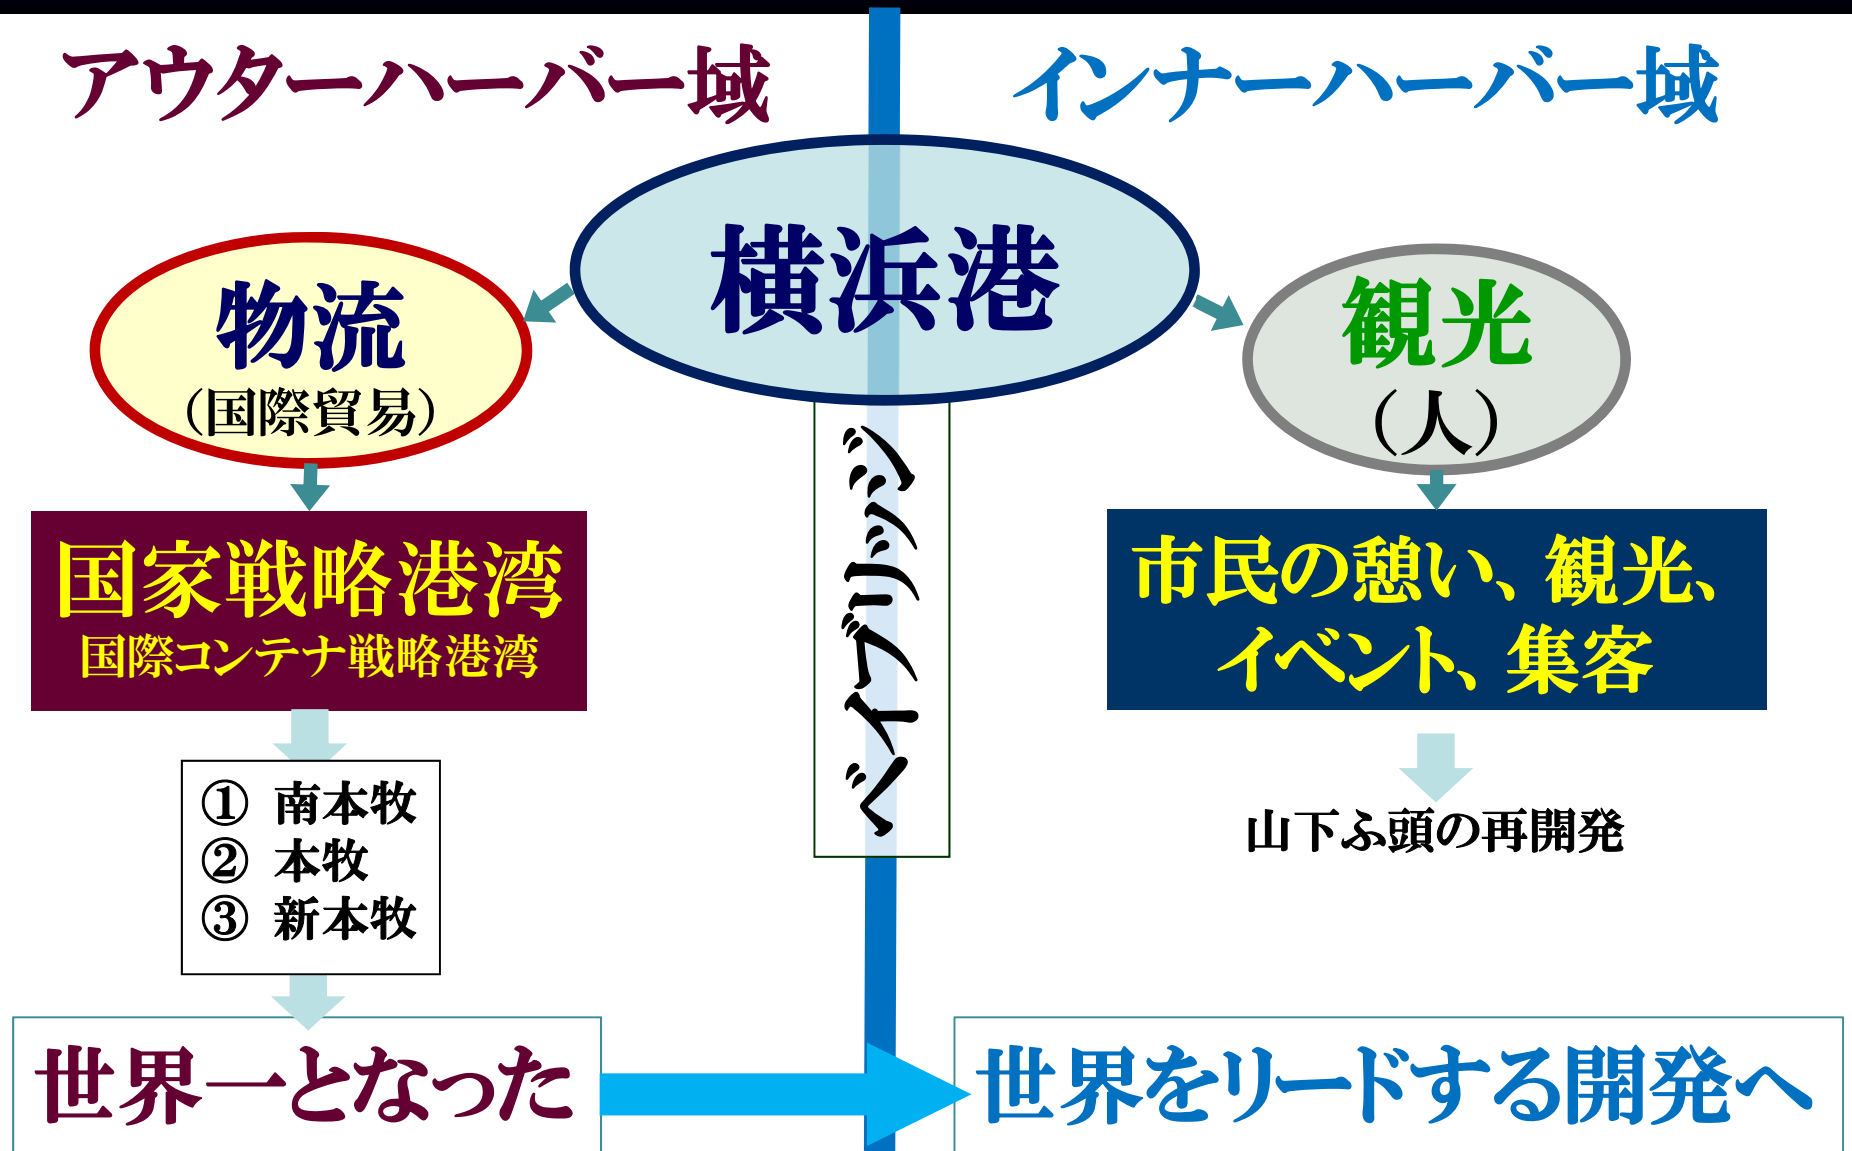 アウターハーバー域
インナーハーバー域
横浜港
物流
（国際貿易）
観光
（人）
ベイブリッジ
国家戦略港湾
国際コンテナ戦略港湾
市民の憩い、観光、
イベント、集客
① 南本牧
② 本牧
③ 新本牧
山下ふ頭の再開発
世界一となった
世界をリードする開発へ